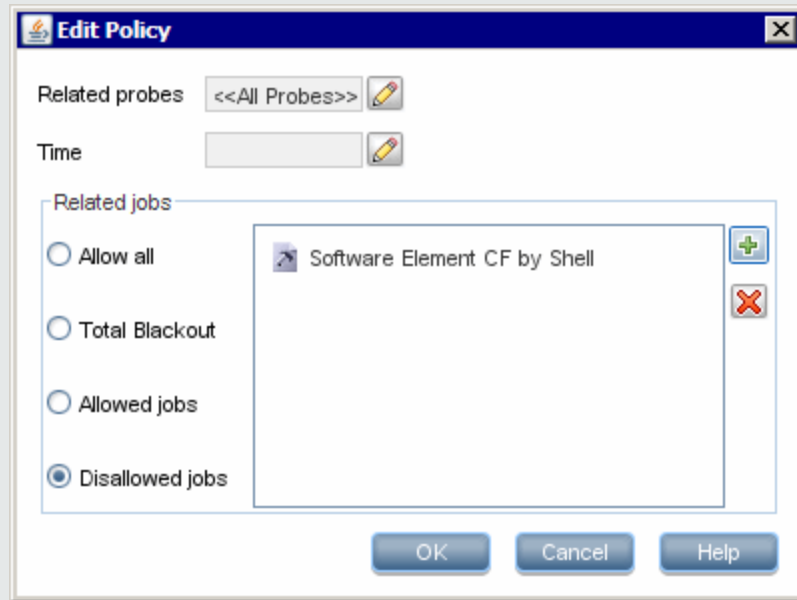 Edit Policy
Related probes <<All Probes>>
Time
Related jobs
Allow all
Software Element CF by Shell
Total Blackout
Allowed jobs
Disallowed jobs
OK Cancel Help